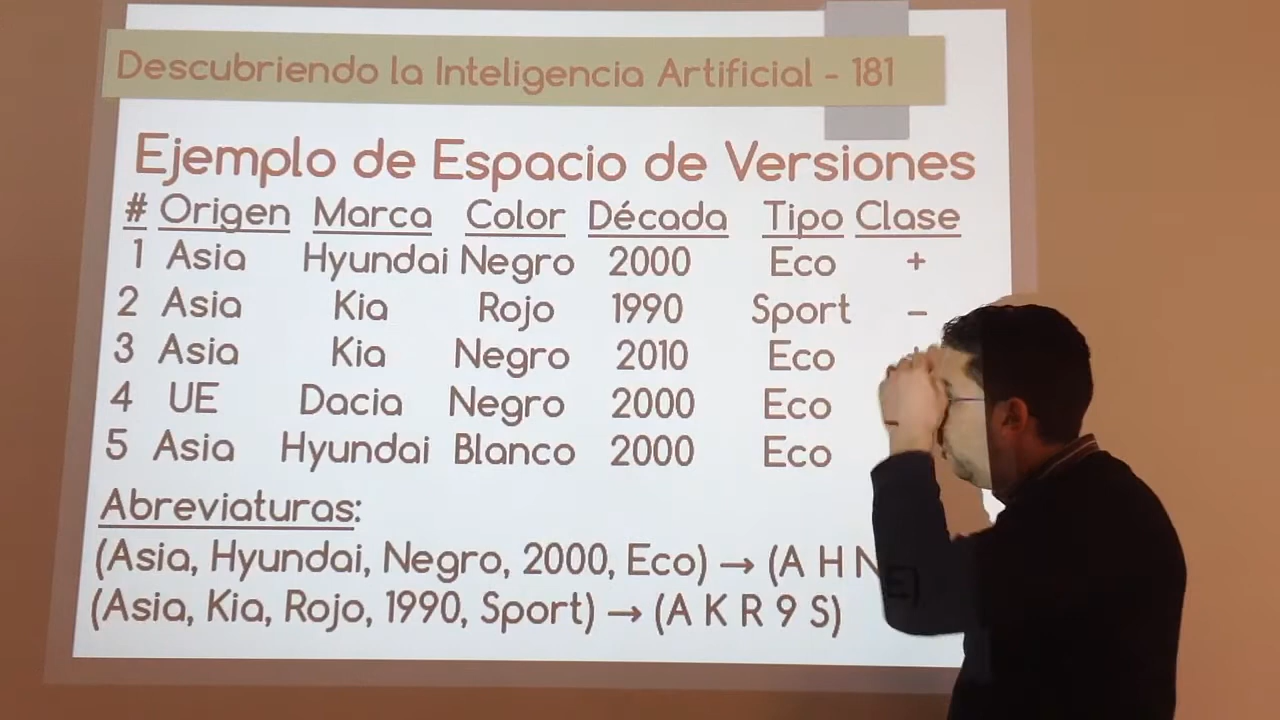 Descubriendo la Inteligencia Artificial - 181
Ejemplo de Espacio de Versiones
# Origen Marca Color Década Tipo Clase
1 Asia Hyundai Negro 2000 Eco +
2 Asia Kia Rojo 1990 Sport –
3 Asia Kia Negro 2010 Eco
4 UE Dacia Negro 2000 Eco
5 Asia Hyundai Blanco 2000 Eco
Abreviaturas:
(Asia, Hyundai, Negro, 2000, Eco) → (A H N E)
(Asia, Kia, Rojo, 1990, Sport) → (A K R 9 S)